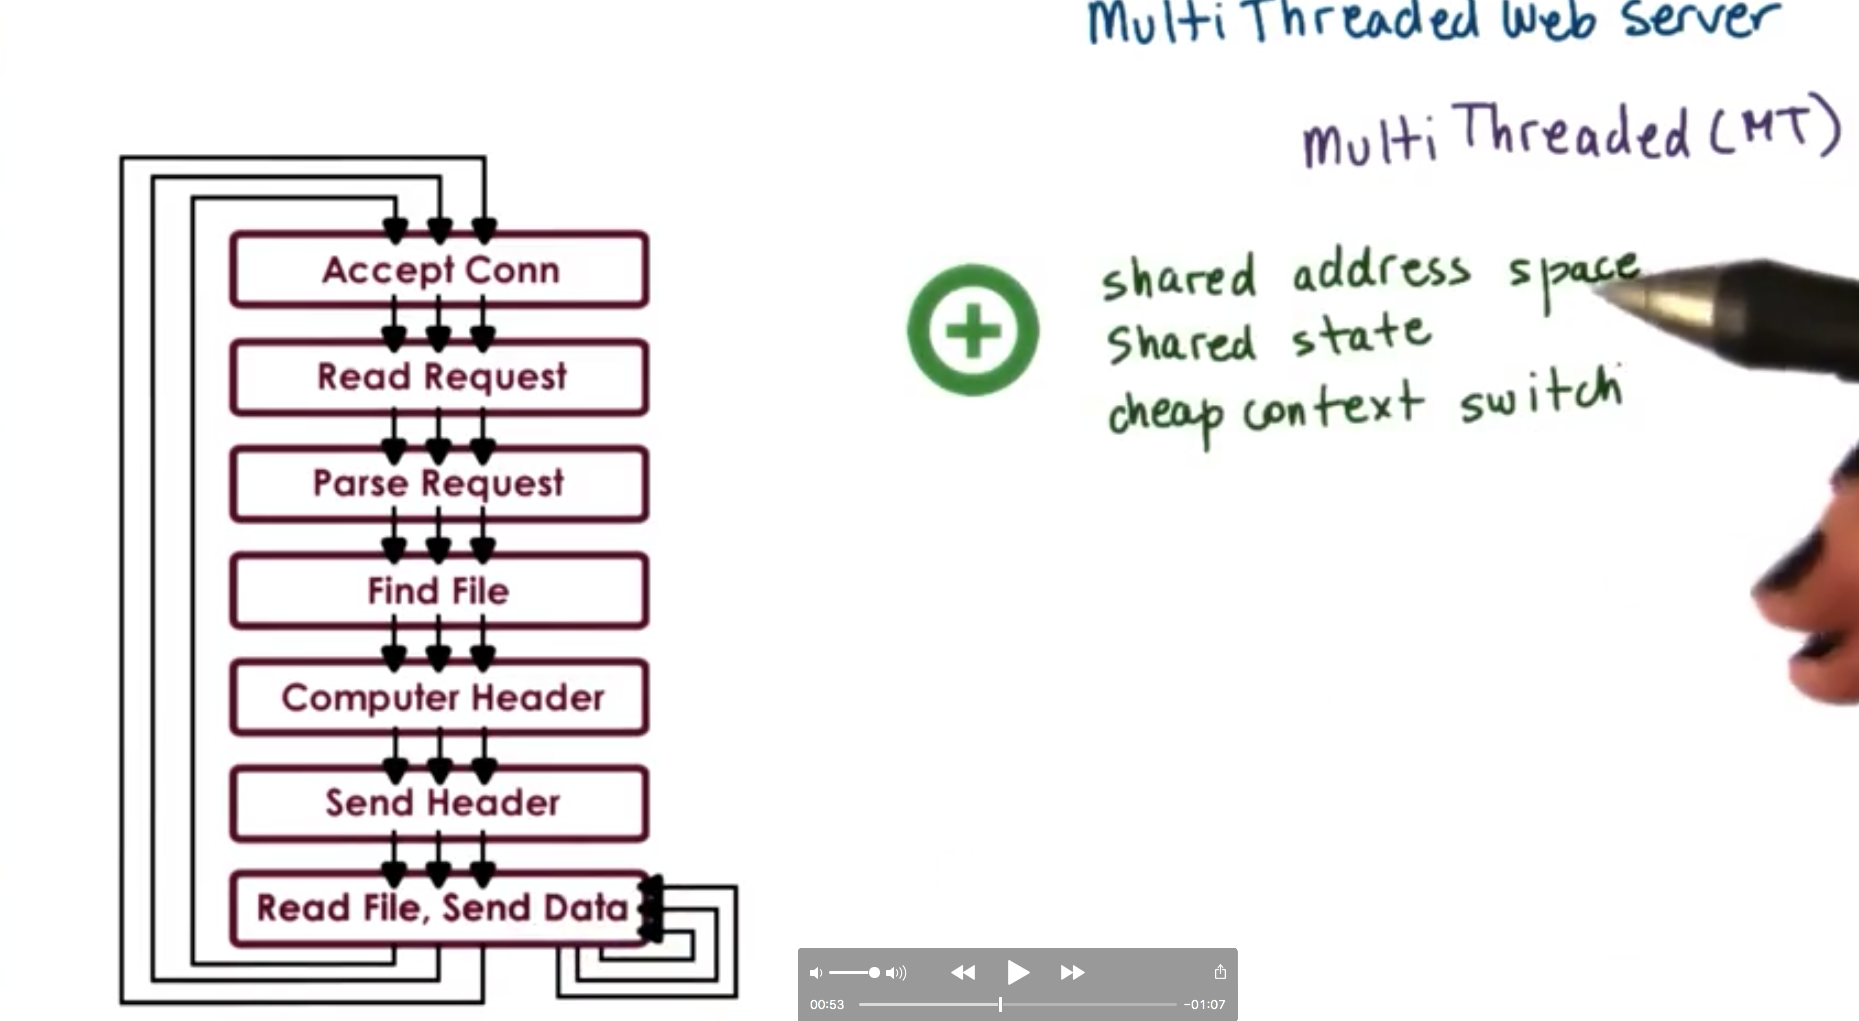 Multi Threaded Web Server
Multi Threaded (MT)
Accept Conn
Read Request
Parse Request
Find File
Computer Header
Send Header
Read File, Send Data
shared address space
shared state
cheap context switch
00:53
-01:07